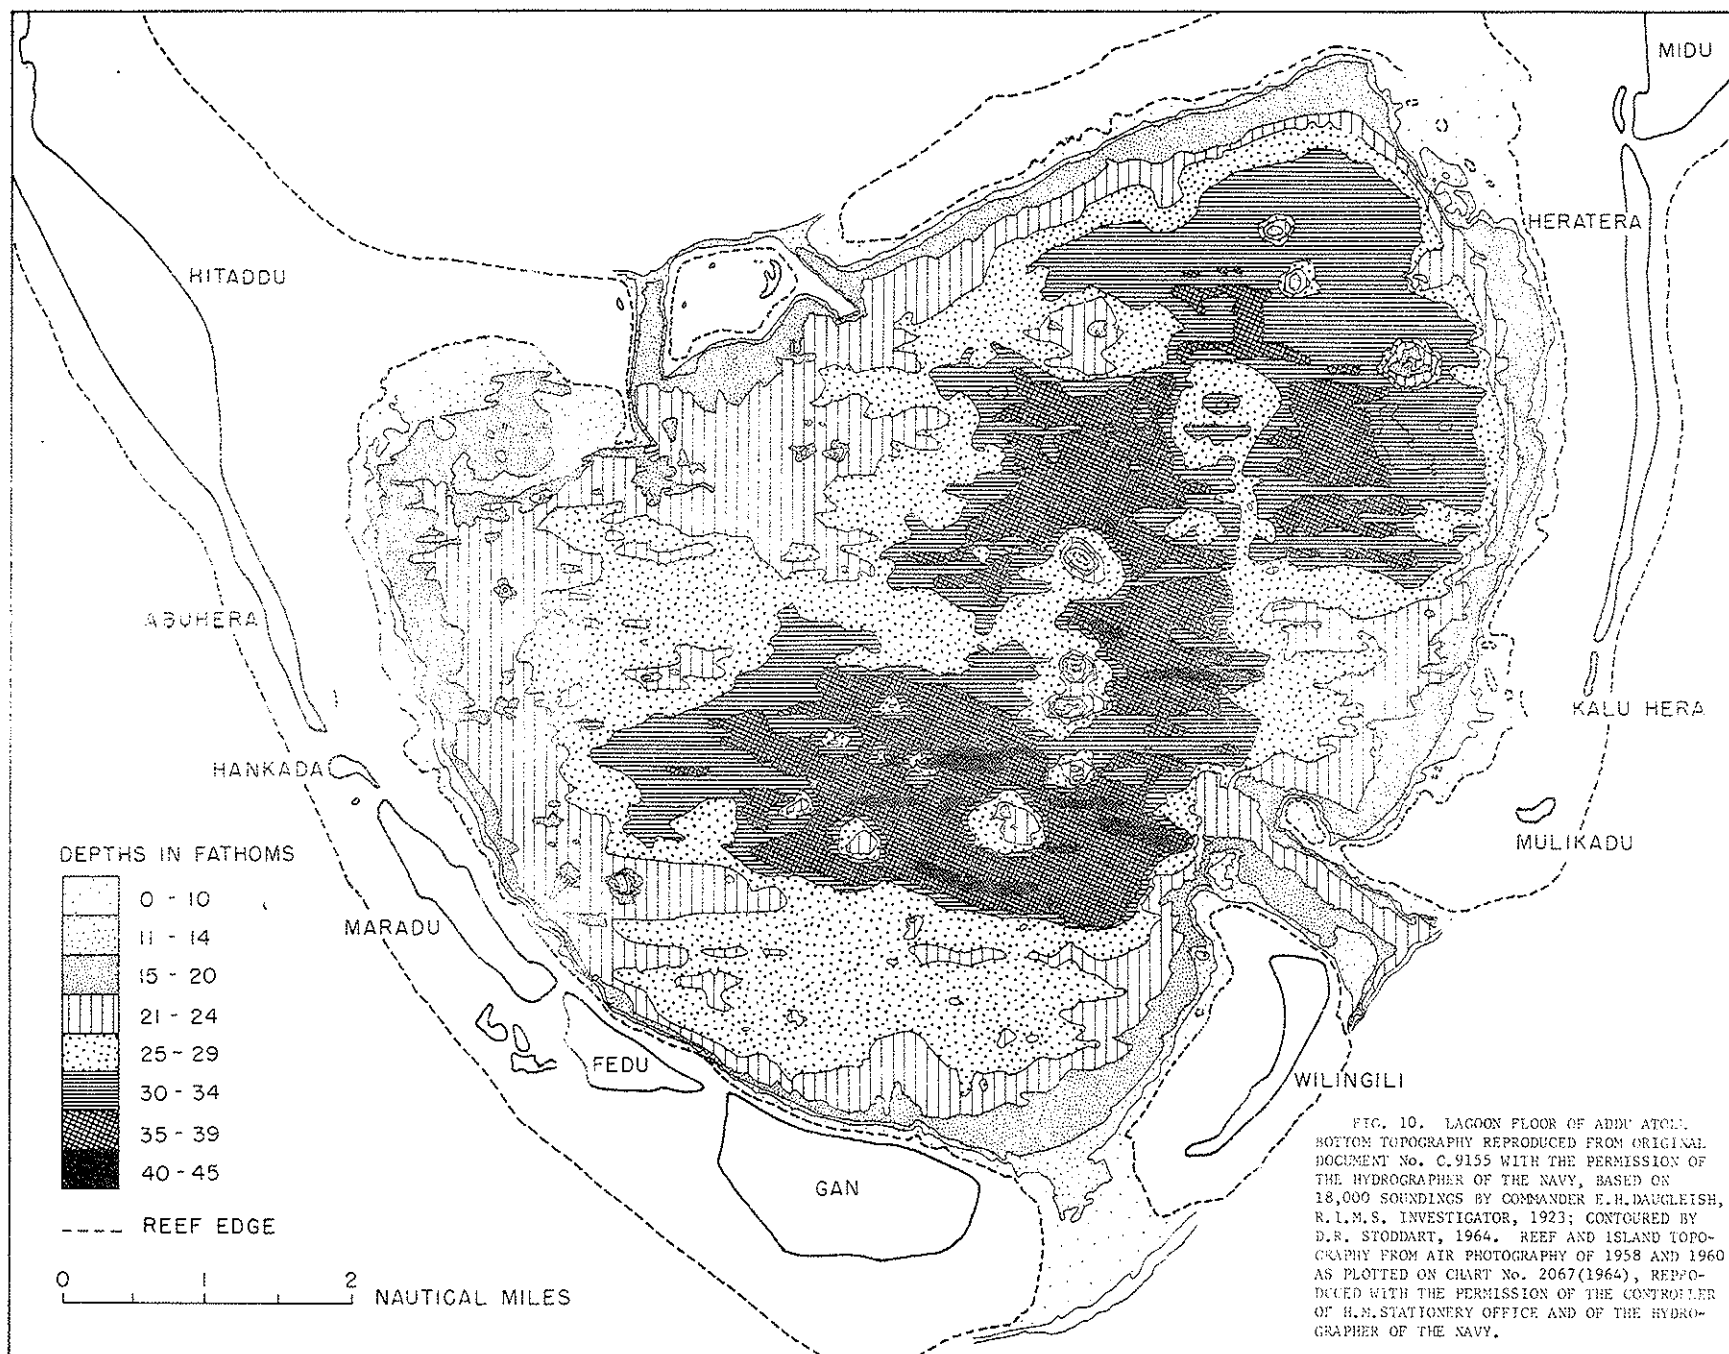 MIDU
HERATERA
HITADDU
ABUHERA
KALU HERA
HANKADA
MULIKADU
DEPTHS IN FATHOMS
0 - 10
11 - 14
15 - 20
21 - 24
25 - 29
30 - 34
35 - 39
40 - 45
REEF EDGE
0 1 2 NAUTICAL MILES
MARADU
FEDU
GAN
WILINGILI
FIG. 10. LAGOON FLOOR OF ADDU ATOLL.
BOTTOM TOPOGRAPHY REPRODUCED FROM ORIGINAL
DOCUMENT No. C.9155 WITH THE PERMISSION OF
THE HYDROGRAPHER OF THE NAVY, BASED ON
18,000 SOUNDINGS BY COMMANDER E.H.DAUGLEISH,
R.I.M.S. INVESTIGATOR, 1923; CONTOURED BY
D.R. STODDART, 1964. REEF AND ISLAND TOPO-
GRAPHY FROM AIR PHOTOGRAPHY OF 1958 AND 1960
AS PLOTTED ON CHART No. 2067(1964), REPRO-
DUCED WITH THE PERMISSION OF THE CONTROLLER
OF H.M.STATIONERY OFFICE AND OF THE HYDRO-
GRAPHER OF THE NAVY.